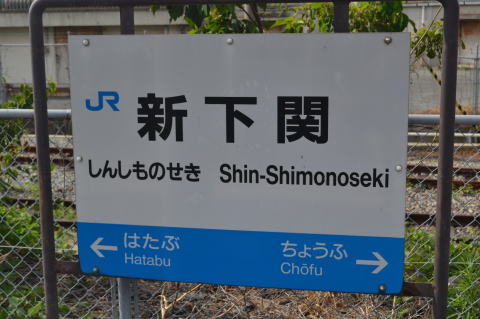 JR 新下関
しんしものせき Shin-Shimonoseki
← はたぶ ちょうふ →
Hatabu Chōfu